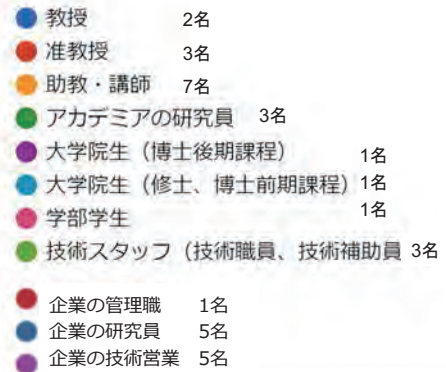 教授 2名
准教授 3名
助教・講師 7名
アカデミアの研究員 3名
大学院生（博士後期課程） 1名
大学院生（修士、博士前期課程） 1名
学部学生 1名
技術スタッフ（技術職員、技術補助員 3名
企業の管理職 1名
企業の研究員 5名
企業の技術営業 5名